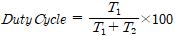 Duty Cycle = T₁ / (T₁ + T₂) ×100